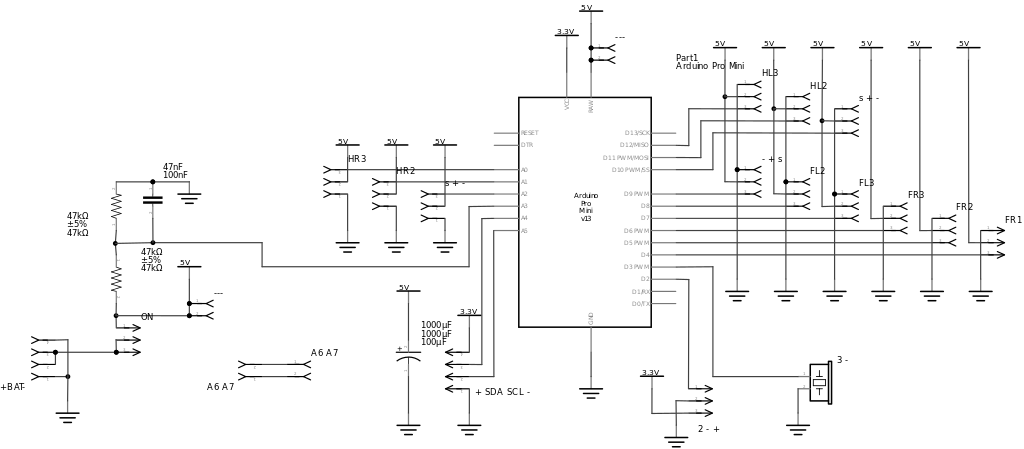 5V
3.3V
---
5V
5V
5V
5V
5V
5V
Part1
Arduino Pro Mini
HL3
HL2
s + -
VCC
RAW
RESET
DTR
A0
A1
A2
A3
A4
A5
D13/SCK
D12/MISO
D11 PWM/MOSI
D10 PWM/SS
D9 PWM
D8
D7
D6 PWM
D5 PWM
D4
D3 PWM
D2
D1/RX
D0/TX
GND
Arduino
Pro
Mini
v13
5V
5V
5V
HR3
HR2
s + -
- + s
FL2
FL3
FR3
FR2
FR1
47nF
100nF
47kΩ
±5%
47kΩ
47kΩ
±5%
47kΩ
5V
---
ON
+BAT-
A6 A7
A6 A7
5V
+
1000µF
1000µF
100µF
3.3V
+ SDA SCL -
3.3V
2 - +
3 -